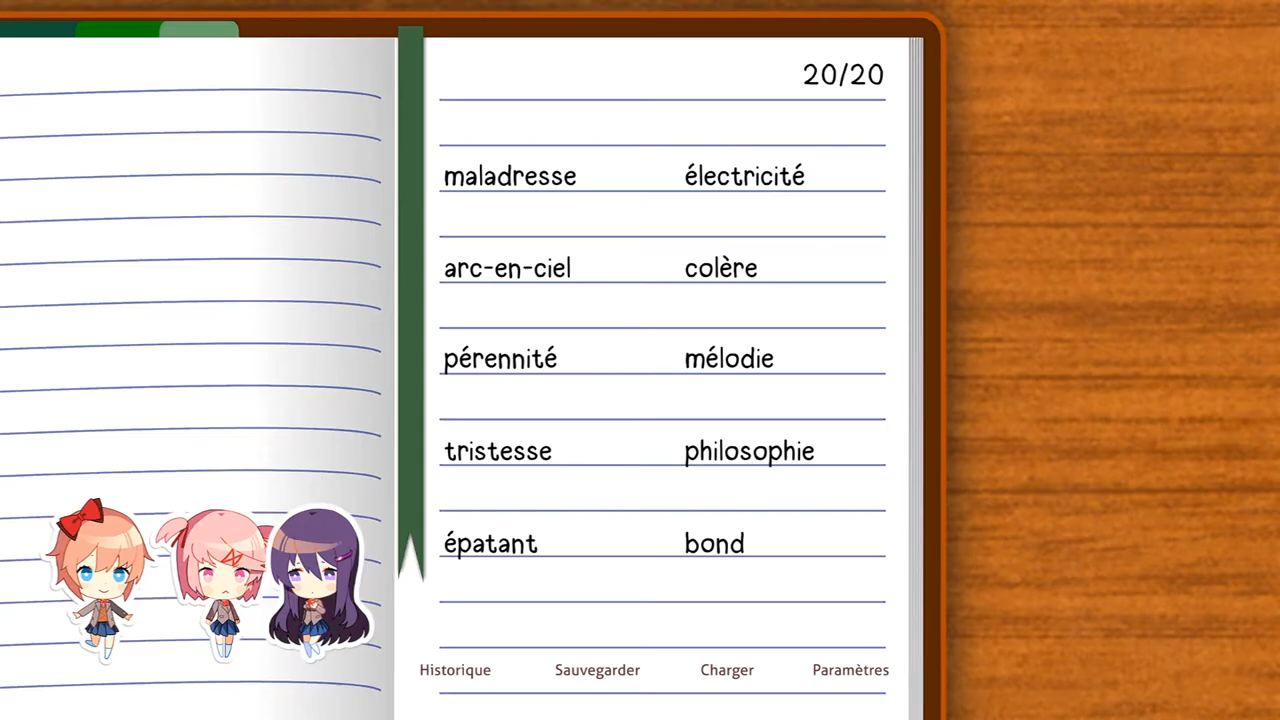 20/20
maladresse électricité
arc-en-ciel colère
pérennité mélodie
tristesse philosophie
épatant bond
Historique Sauvegarder Charger Paramètres